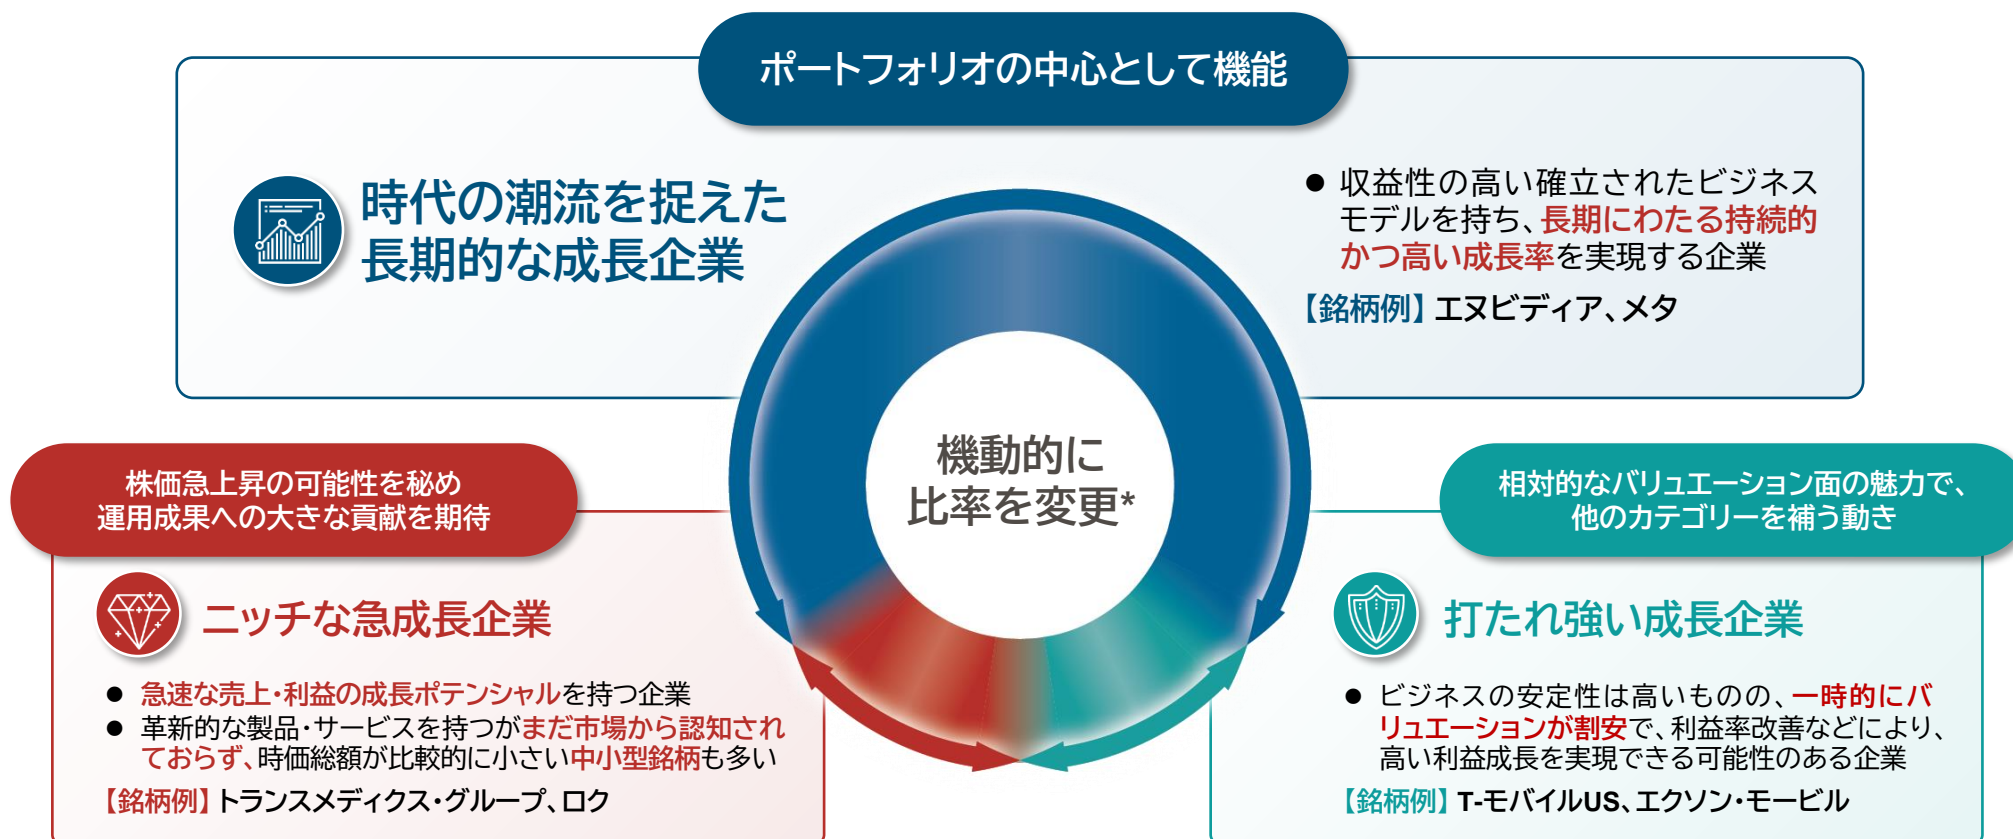 ポートフォリオの中心として機能
時代の潮流を捉えた
長期的な成長企業
● 収益性の高い確立されたビジネス
モデルを持ち、長期にわたる持続的
かつ高い成長率を実現する企業
【銘柄例】エヌビディア、メタ
機動的に
比率を変更*
株価急上昇の可能性を秘め
運用成果への大きな貢献を期待
ニッチな急成長企業
● 急速な売上・利益の成長ポテンシャルを持つ企業
● 革新的な製品・サービスを持つがまだ市場から認知され
ておらず、時価総額が比較的に小さい中小型銘柄も多い
【銘柄例】トランスメディクス・グループ、ロク
相対的なバリュエーション面の魅力で、
他のカテゴリーを補う動き
打たれ強い成長企業
● ビジネスの安定性は高いものの、一時的にバ
リュエーションが割安で、利益率改善などにより、
高い利益成長を実現できる可能性のある企業
【銘柄例】T-モバイルUS、エクソン・モービル